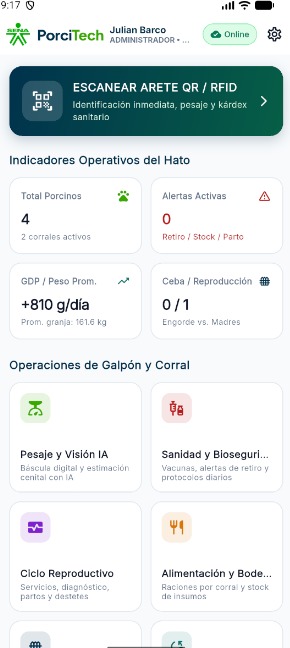 9:17
SENA
PorciTech
Julian Barco
ADMINISTRADOR • ...
Online
ESCANEAR ARETE QR / RFID
Identificación inmediata, pesaje y kárdex
sanitario
Indicadores Operativos del Hato
Total Porcinos
4
2 corrales activos
Alertas Activas
0
Retiro / Stock / Parto
GDP / Peso Prom.
+810 g/día
Prom. granja: 161.6 kg
Ceba / Reproducción
0 / 1
Engorde vs. Madres
Operaciones de Galpón y Corral
Pesaje y Visión IA
Báscula digital y estimación
cenital con IA
Sanidad y Bioseguri...
Vacunas, alertas de retiro y
protocolos diarios
Ciclo Reproductivo
Servicios, diagnóstico,
partos y destetes
Alimentación y Bode...
Raciones por corral y stock
de insumos